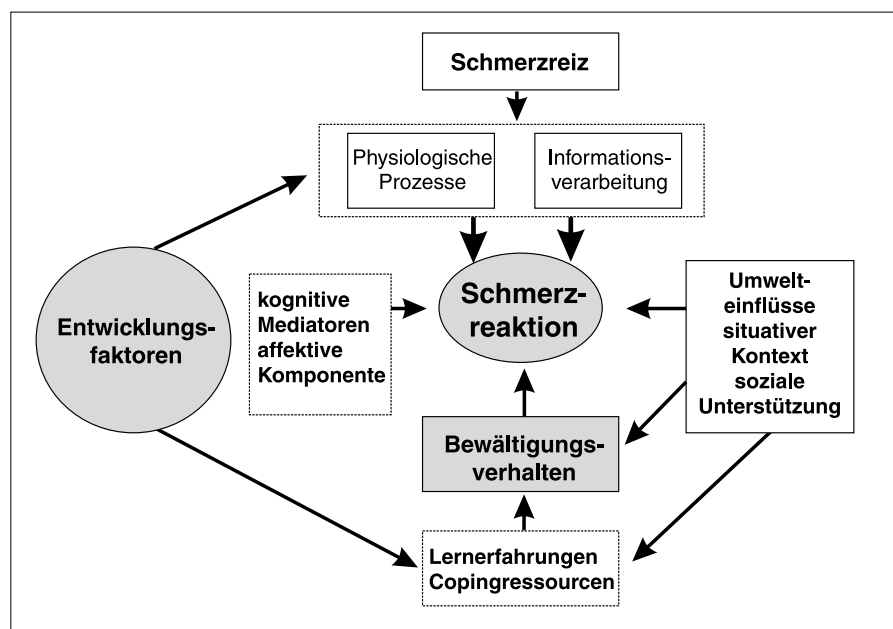 Schmerzreiz
Physiologische
Prozesse
Informations-
verarbeitung
Entwicklungs-
faktoren
kognitive
Mediatoren
affektive
Komponente
Schmerz-
reaktion
Umwelt-
einflüsse
situativer
Kontext
soziale
Unterstützung
Bewältigungs-
verhalten
Lernerfahrungen
Copingressourcen